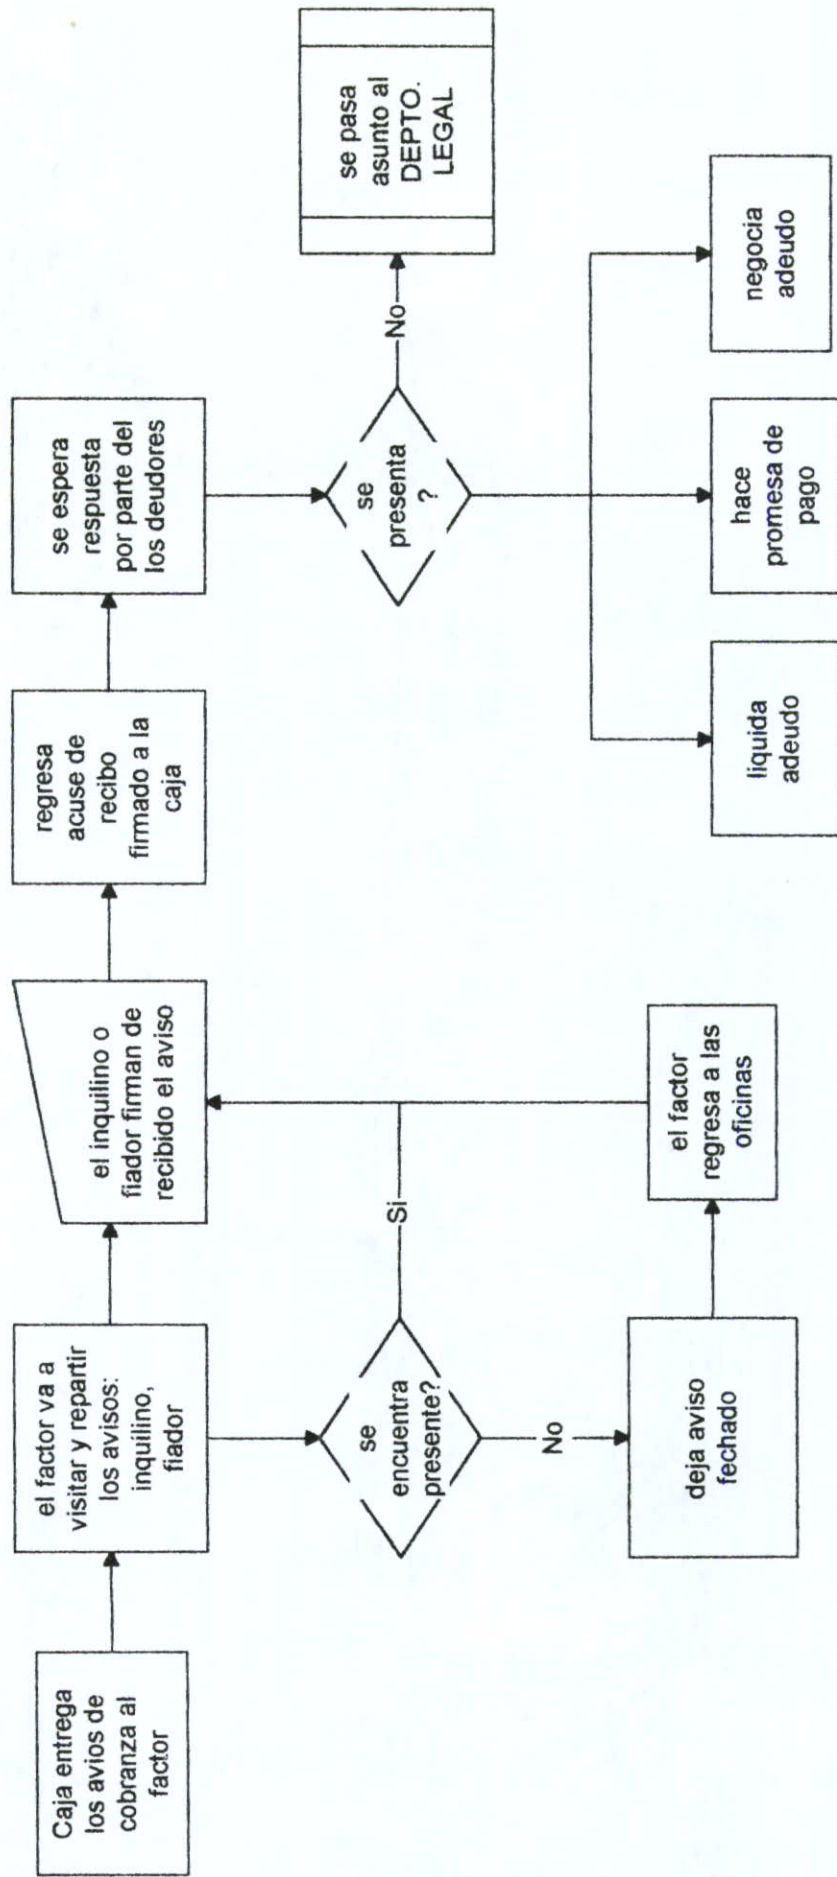 Caja entrega
los avios de
cobranza al
factor
el factor va a
visitar y repartir
los avisos:
inquilino,
fiador
el inquilino o
fiador firman de
recibido el aviso
regresa
acuse de
recibo
firmado a la
caja
se espera
respuesta
por parte del
los deudores
se
encuentra
presente?
Si
No
deja aviso
fechado
el factor
regresa a las
oficinas
se
presenta
?
No
se pasa
asunto al
DEPTO.
LEGAL
liquida
adeudo
hace
promesa de
pago
negocia
adeudo